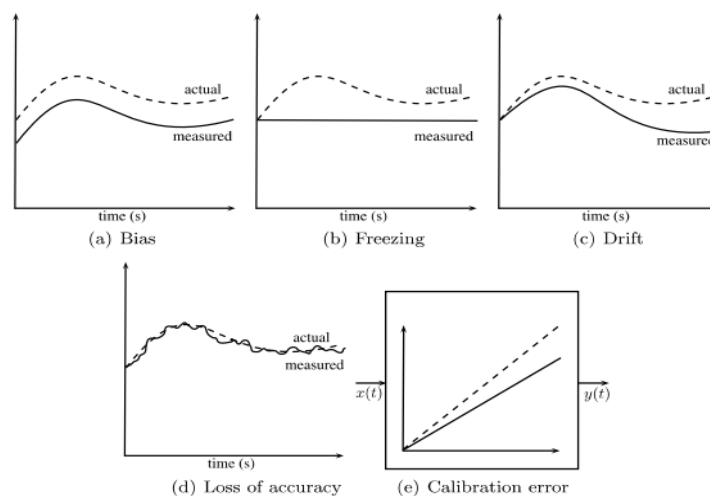 actual
measured
time (s)
(a) Bias
actual
measured
time (s)
(b) Freezing
actual
measured
time (s)
(c) Drift
actual
measured
time (s)
(d) Loss of accuracy
x(t)
y(t)
(e) Calibration error